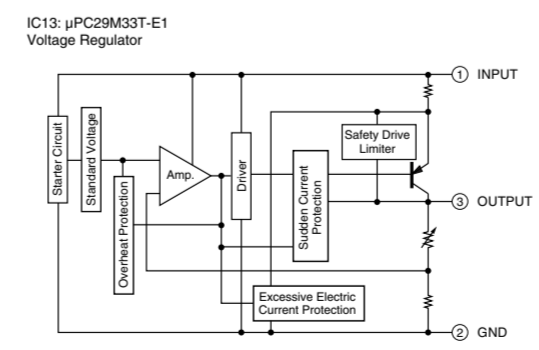 IC13: µPC29M33T-E1
Voltage Regulator
① INPUT
Starter Circuit
Standard Voltage
Overheat Protection
Amp.
Driver
Sudden Current
Protection
Safety Drive
Limiter
③ OUTPUT
Excessive Electric
Current Protection
② GND